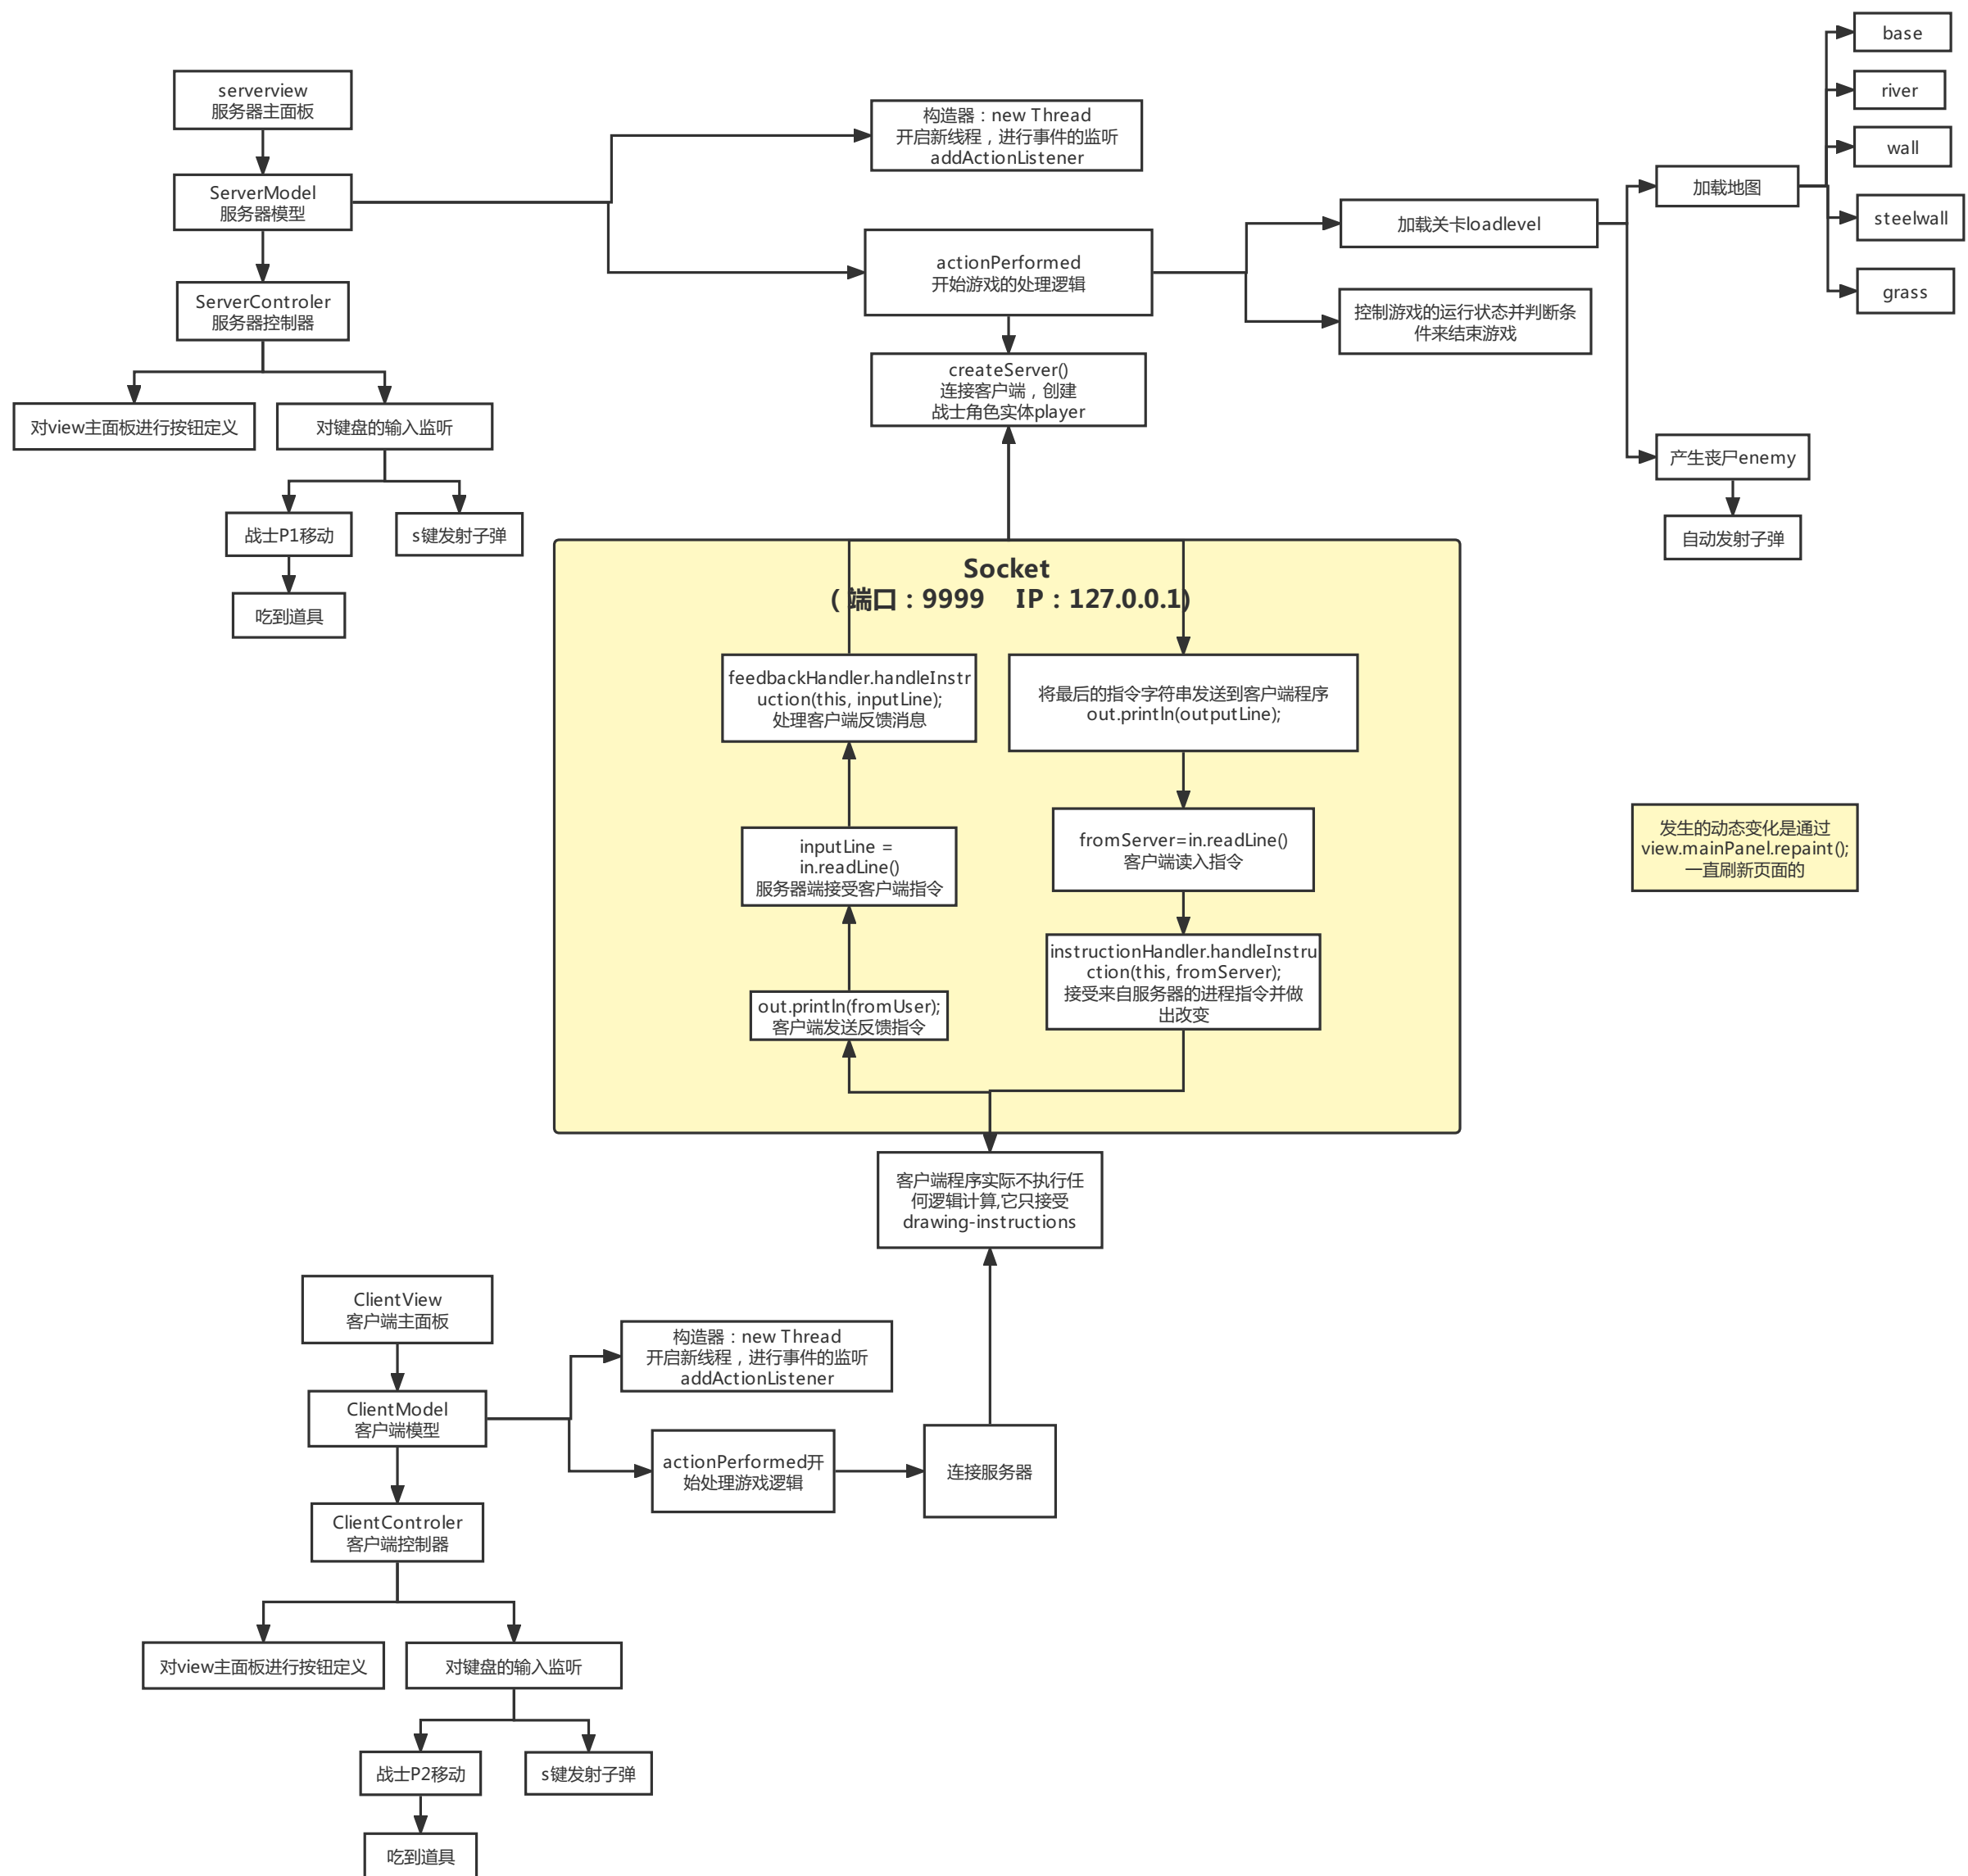 serverview
服务器主面板
ServerModel
服务器模型
ServerControler
服务器控制器
对view主面板进行按钮定义
对键盘的输入监听
战士P1移动
s键发射子弹
吃到道具
构造器：new Thread
开启新线程，进行事件的监听
addActionListener
actionPerformed
开始游戏的处理逻辑
createServer()
连接客户端，创建
战士角色实体player
加载关卡loadlevel
控制游戏的运行状态并判断条
件来结束游戏
加载地图
base
river
wall
steelwall
grass
产生丧尸enemy
自动发射子弹
Socket
（端口：9999 IP：127.0.0.1)
feedbackHandler.handleInstr
uction(this, inputLine);
处理客户端反馈消息
inputLine =
in.readLine()
服务器端接受客户端指令
out.println(fromUser);
客户端发送反馈指令
将最后的指令字符串发送到客户端程序
out.println(outputLine);
fromServer=in.readLine()
客户端读入指令
instructionHandler.handleInstru
ction(this, fromServer);
接受来自服务器的进程指令并做
出改变
发生的动态变化是通过
view.mainPanel.repaint();
一直刷新页面的
客户端程序实际不执行任
何逻辑计算,它只接受
drawing-instructions
ClientView
客户端主面板
ClientModel
客户端模型
ClientControler
客户端控制器
构造器：new Thread
开启新线程，进行事件的监听
addActionListener
actionPerformed开
始处理游戏逻辑
连接服务器
对view主面板进行按钮定义
对键盘的输入监听
战士P2移动
s键发射子弹
吃到道具